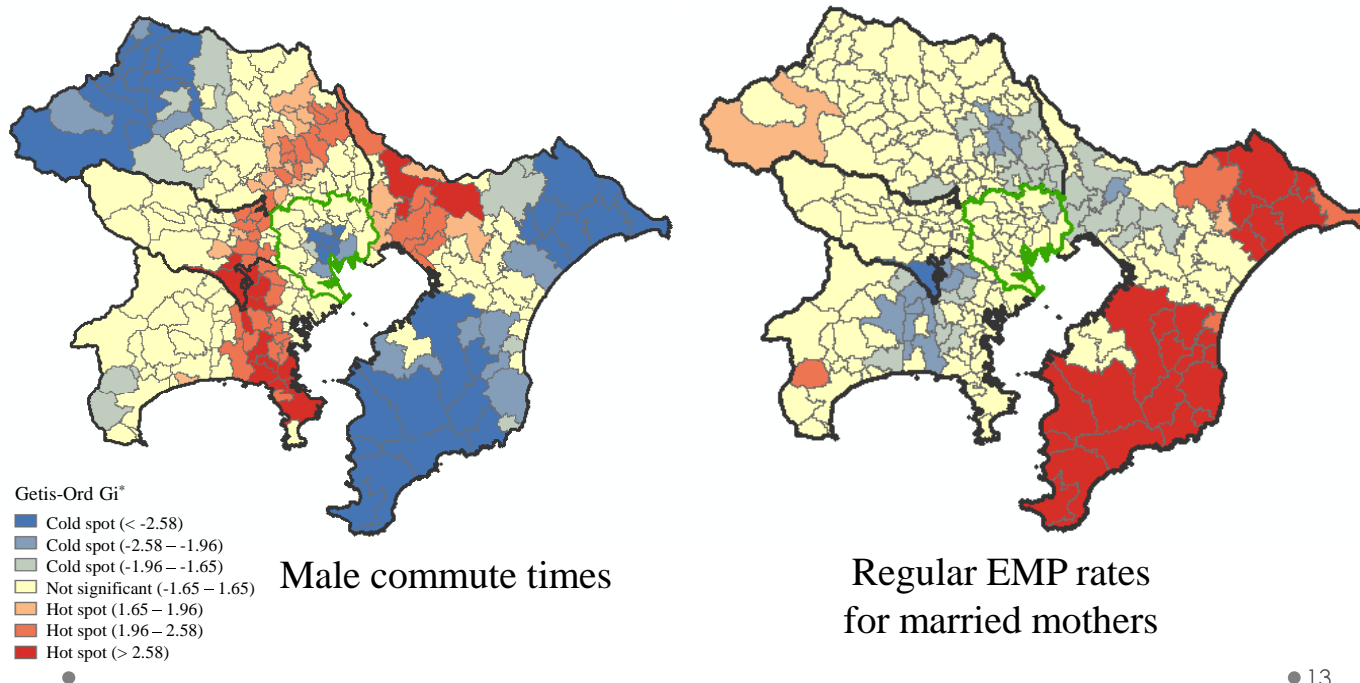 Getis-Ord Gi*
Cold spot (< -2.58)
Cold spot (-2.58 – -1.96)
Cold spot (-1.96 – -1.65)
Not significant (-1.65 – 1.65)
Hot spot (1.65 – 1.96)
Hot spot (1.96 – 2.58)
Hot spot (> 2.58)
Male commute times
Regular EMP rates
for married mothers
13